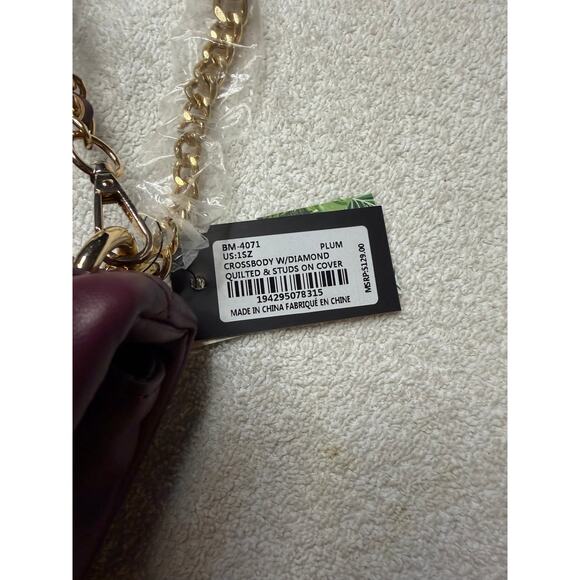 BM-4071 PLUM
US:1SZ
CROSSBODY W/DIAMOND
QUILTED & STUDS ON COVER
194295078315
MADE IN CHINA FABRIQUÉ EN CHINE
MSRP:$129.00